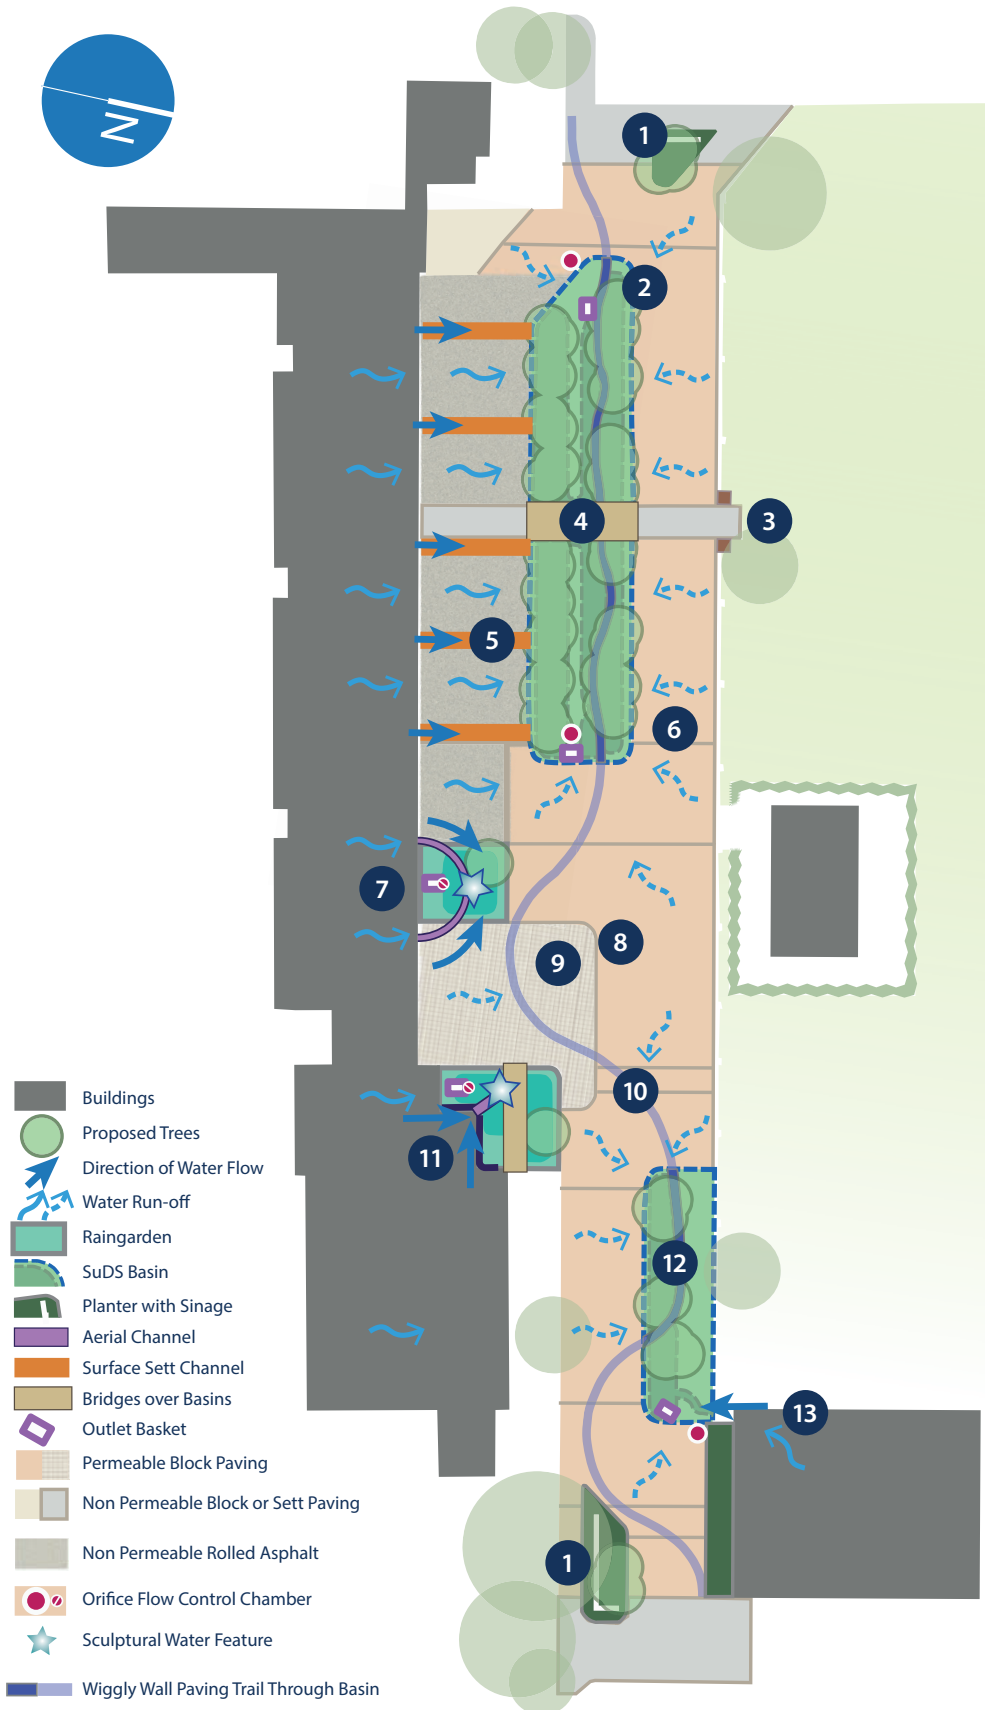 N
1
2
3
4
5
6
7
8
9
10
11
12
13
1
Buildings
Proposed Trees
Direction of Water Flow
Water Run-off
Raingarden
SuDS Basin
Planter with Sinage
Aerial Channel
Surface Sett Channel
Bridges over Basins
Outlet Basket
Permeable Block Paving
Non Permeable Block or Sett Paving
Non Permeable Rolled Asphalt
Orifice Flow Control Chamber
Sculptural Water Feature
Wiggly Wall Paving Trail Through Basin